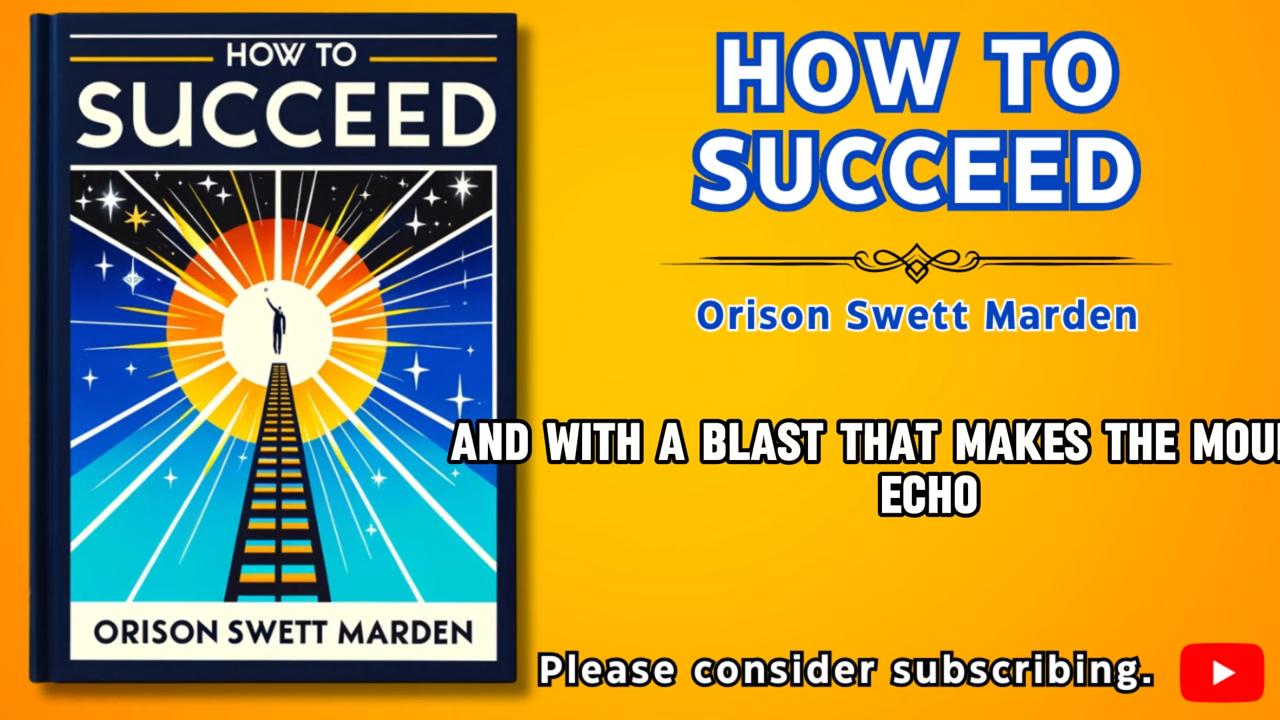 HOW TO
SUCCEED
ORISON SWETT MARDEN
HOW TO
SUCCEED
Orison Swett Marden
AND WITH A BLAST THAT MAKES THE
ECHO
Please consider subscribing.